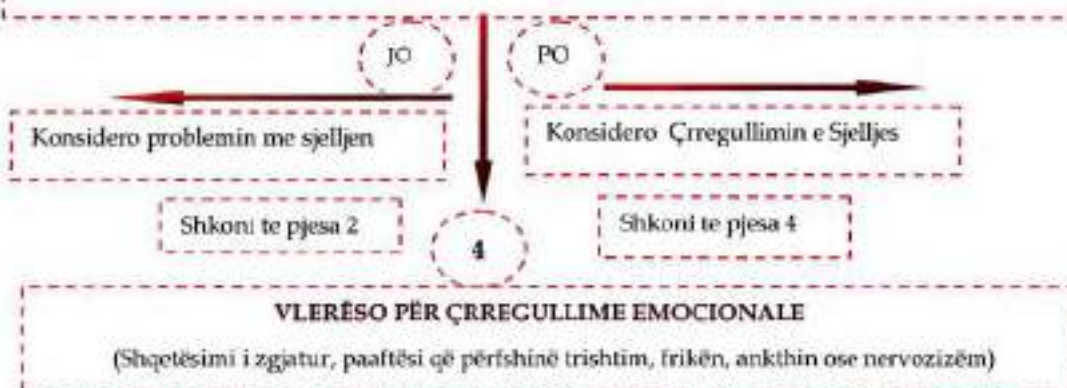 JO
PO
Konsidero problemin me sjelljen
Konsidero Çrregullimin e Sjelljes
Shkoni te pjesa 2
Shkoni te pjesa 4
4
VLERËSO PËR ÇRREGULLIME EMOCIONALE
(Shqetësimi i zgjatur, paaftësi që përfshinë trishtim, frikën, ankthin ose nervozizëm)